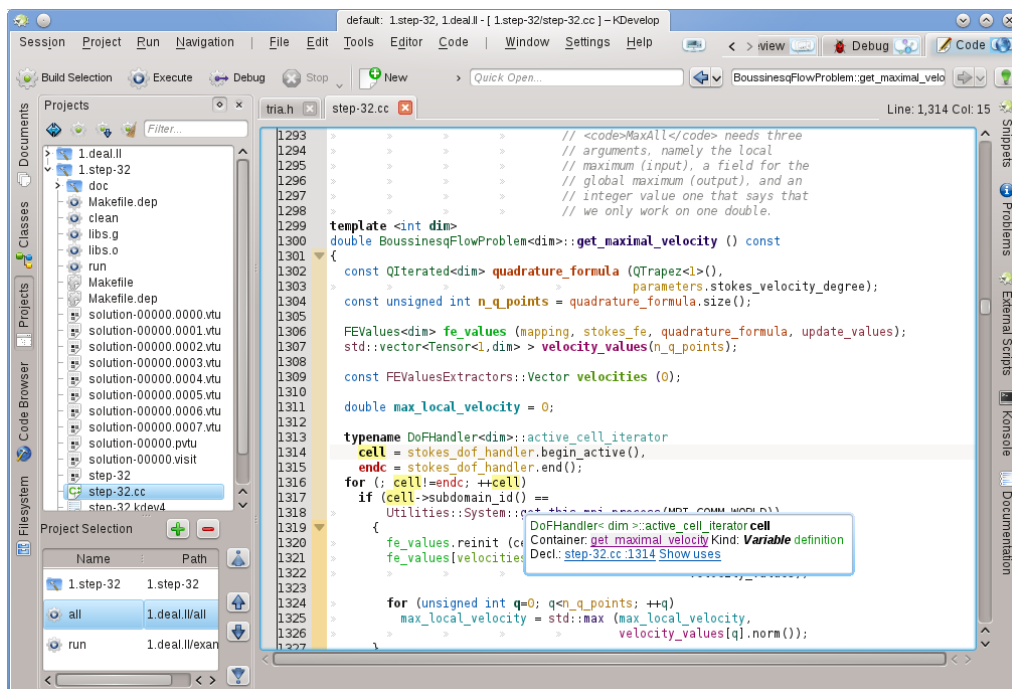 default:  1.step-32, 1.deal.II - [ 1.step-32/step-32.cc ] – KDevelop
Session Project Run Navigation | File Edit Tools Editor Code | Window Settings Help < > view Debug Code
Build Selection Execute Debug Stop New > Quick Open... BoussinesqFlowProblem::get_maximal_velo
Projects
tria.h step-32.cc Line: 1,314 Col: 15
Filter...
Documents
Classes
Projects
Code Browser
Filesystem
1.deal.II
1.step-32
doc
Makefile.dep
clean
libs.g
libs.o
run
Makefile
Makefile.dep
solution-00000.0000.vtu
solution-00000.0001.vtu
solution-00000.0002.vtu
solution-00000.0003.vtu
solution-00000.0004.vtu
solution-00000.0005.vtu
solution-00000.0006.vtu
solution-00000.0007.vtu
solution-00000.pvtu
solution-00000.visit
step-32
step-32.cc
step-32.kdev4
Project Selection
Name Path
1.step-32 1.step-32
all 1.deal.II/all
run 1.deal.II/exan
1293 // <code>MaxAll</code> needs three
1294 // arguments, namely the local
1295 // maximum (input), a field for the
1296 // global maximum (output), and an
1297 // integer value one that says that
1298 // we only work on one double.
1299 template <int dim>
1300 double BoussinesqFlowProblem<dim>::get_maximal_velocity () const
1301 {
1302 const QIterated<dim> quadrature_formula (QTrapez<1>(),
1303 parameters.stokes_velocity_degree);
1304 const unsigned int n_q_points = quadrature_formula.size();
1305
1306 FEValues<dim> fe_values (mapping, stokes_fe, quadrature_formula, update_values);
1307 std::vector<Tensor<1,dim> > velocity_values(n_q_points);
1308
1309 const FEValuesExtractors::Vector velocities (0);
1310
1311 double max_local_velocity = 0;
1312
1313 typename DoFHandler<dim>::active_cell_iterator
1314 cell = stokes_dof_handler.begin_active(),
1315 endc = stokes_dof_handler.end();
1316 for (; cell!=endc; ++cell)
1317 if (cell->subdomain_id() ==
1318 Utilities::System::get_this_mpi_process(MPI_COMM_WORLD))
1319 {
1320 fe_values.reinit (ce
1321 fe_values[velocities
1322
1323
1324 for (unsigned int q=0; q<n_q_points; ++q)
1325 max_local_velocity = std::max (max_local_velocity,
1326 velocity_values[q].norm());
1327 }
DoFHandler< dim >::active_cell_iterator cell
Container: get_maximal_velocity Kind: Variable definition
Decl.: step-32.cc :1314 Show uses
Snippets
Problems
External Scripts
Konsole
Documentation